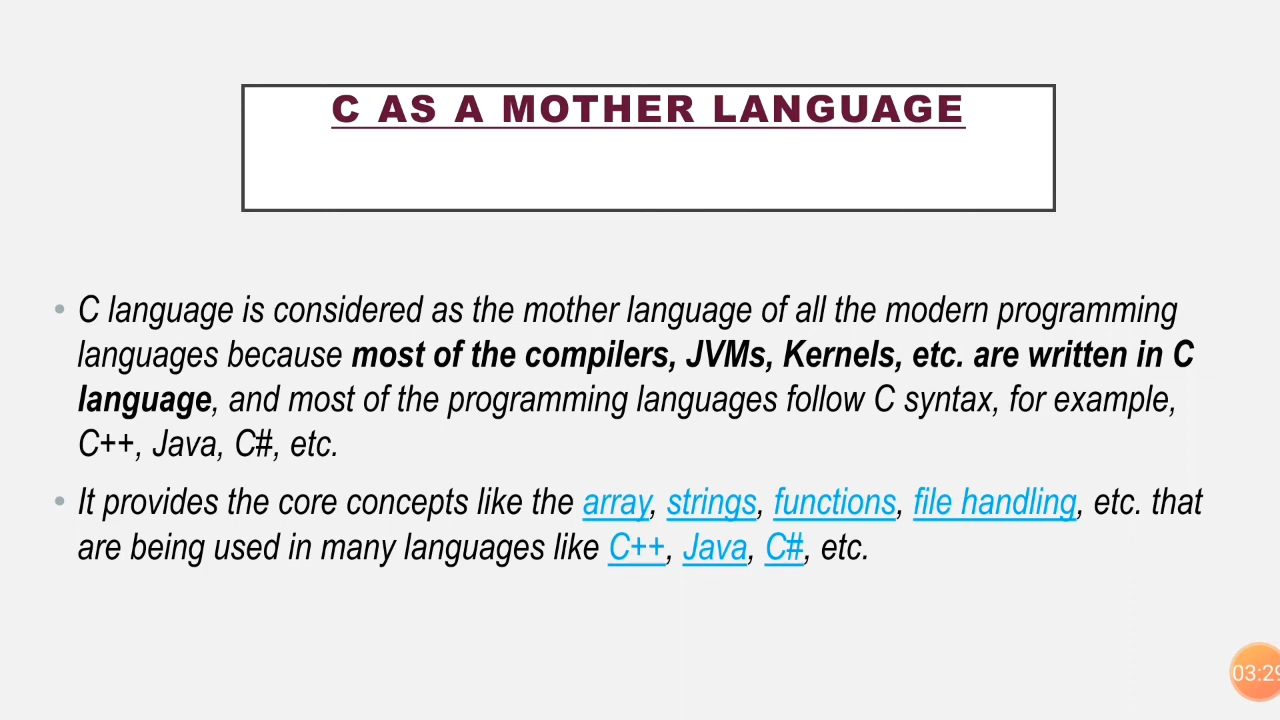 C AS A MOTHER LANGUAGE
• C language is considered as the mother language of all the modern programming
languages because most of the compilers, JVMs, Kernels, etc. are written in C
language, and most of the programming languages follow C syntax, for example,
C++, Java, C#, etc.
• It provides the core concepts like the array, strings, functions, file handling, etc. that
are being used in many languages like C++, Java, C#, etc.
03:29